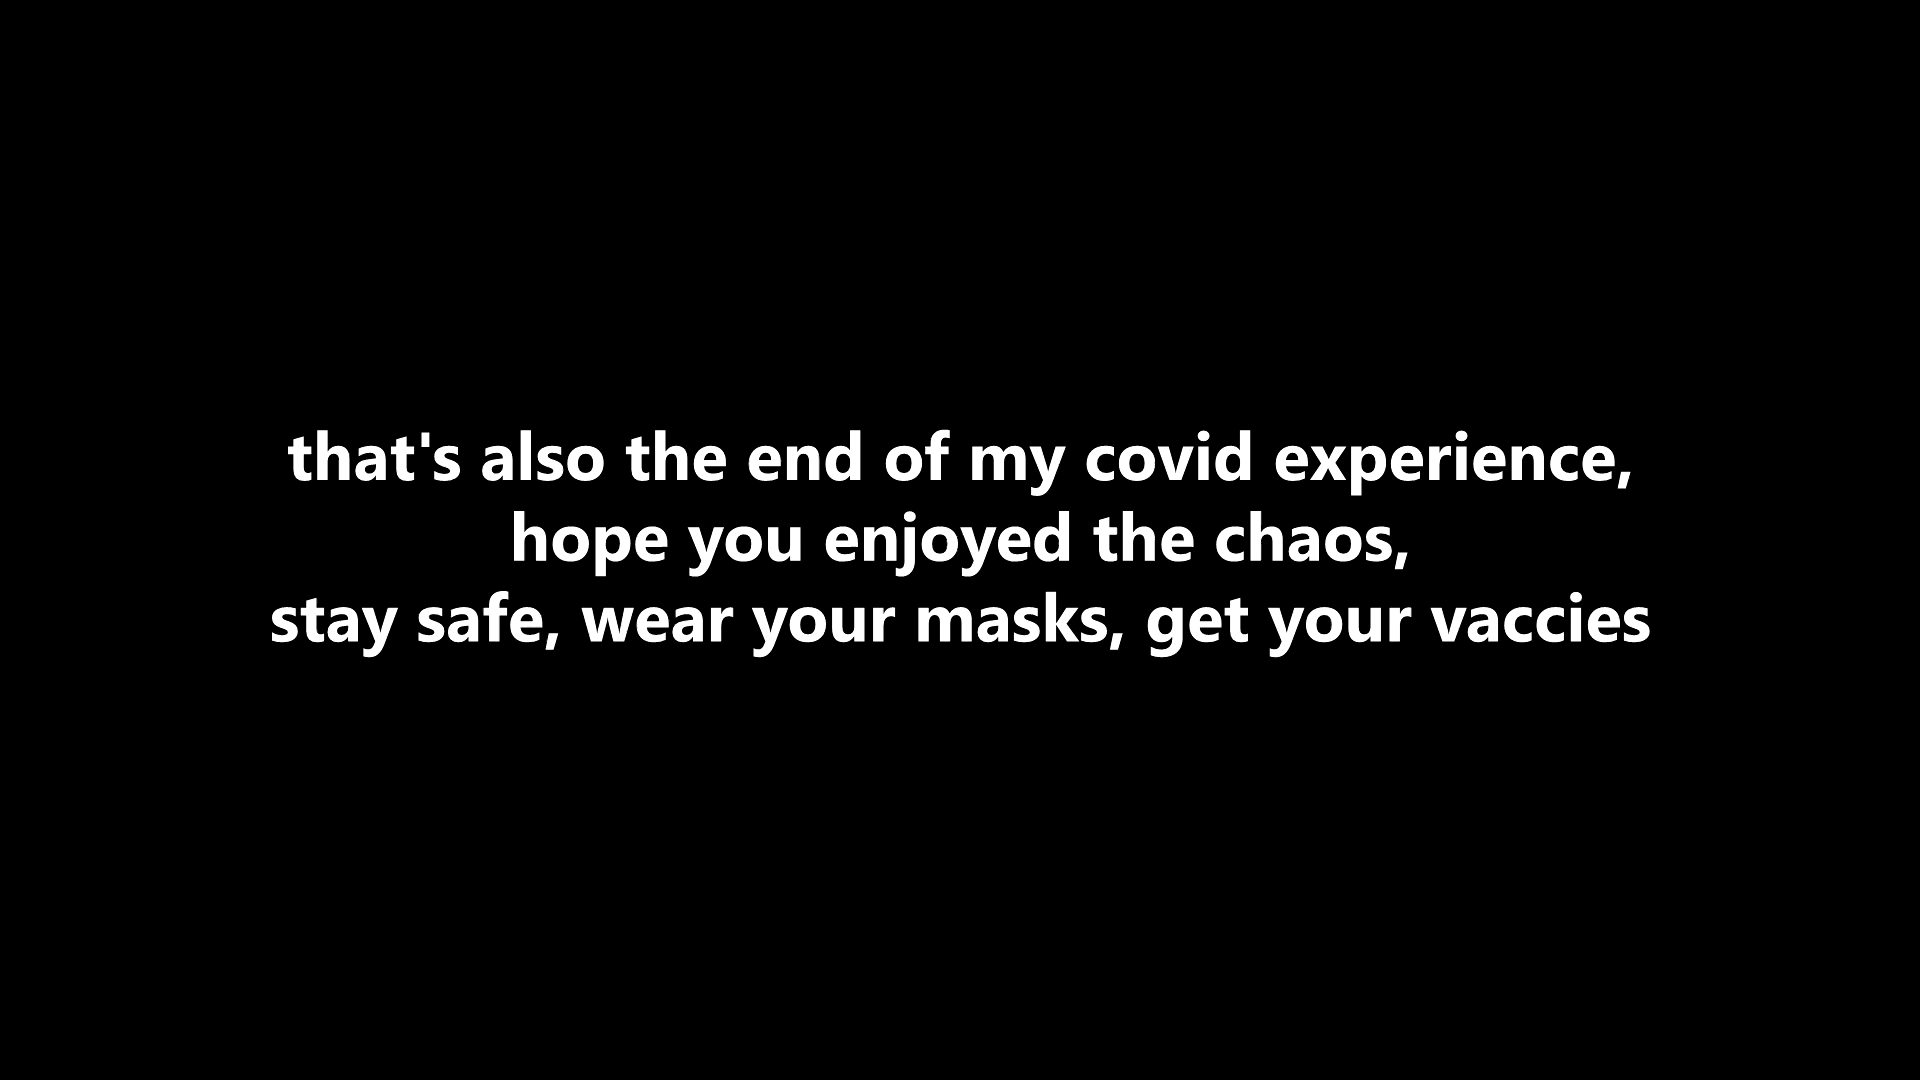 that's also the end of my covid experience,
hope you enjoyed the chaos,
stay safe, wear your masks, get your vaccies